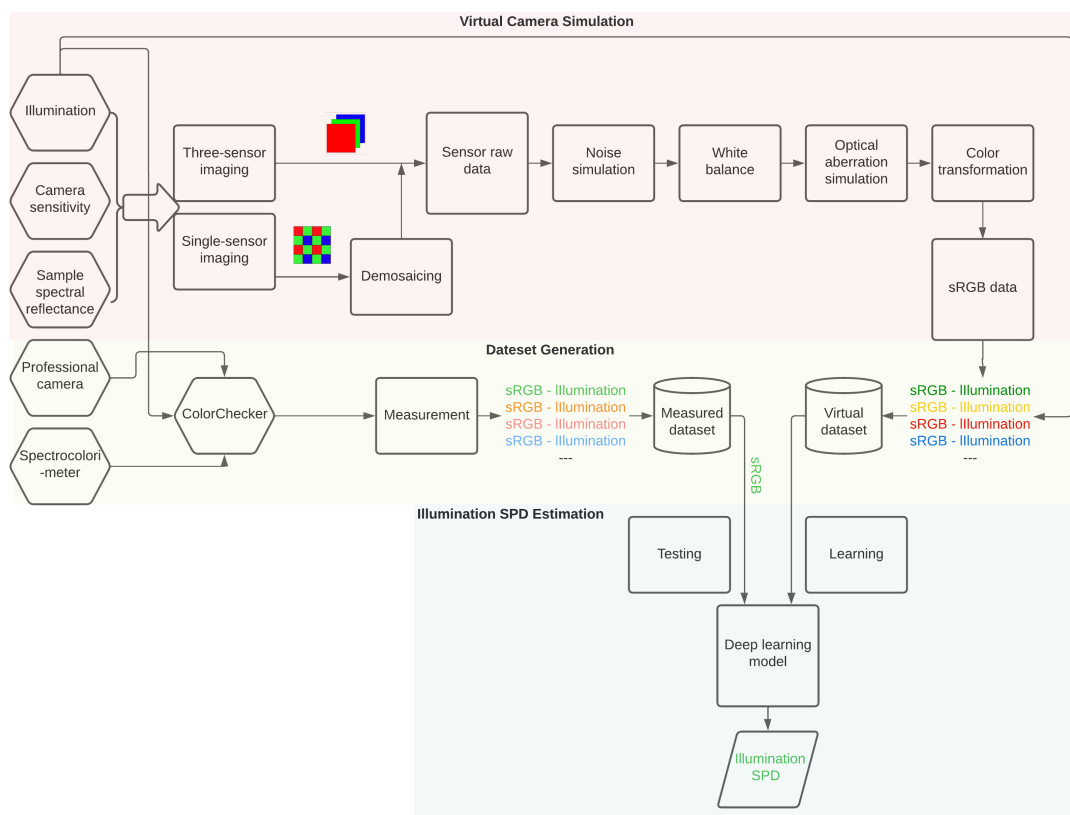 Virtual Camera Simulation
Illumination
Camera
sensitivity
Sample
spectral
reflectance
Three-sensor
imaging
Single-sensor
imaging
Demosaicing
Sensor raw
data
Noise
simulation
White
balance
Optical
aberration
simulation
Color
transformation
sRGB data
Dateset Generation
Professional
camera
Spectrocolori
-meter
ColorChecker
Measurement
sRGB - Illumination
sRGB - Illumination
sRGB - Illumination
sRGB - Illumination
---
Measured
dataset
sRGB
Virtual
dataset
sRGB - Illumination
sRGB - Illumination
sRGB - Illumination
sRGB - Illumination
---
Illumination SPD Estimation
Testing
Learning
Deep learning
model
Illumination
SPD